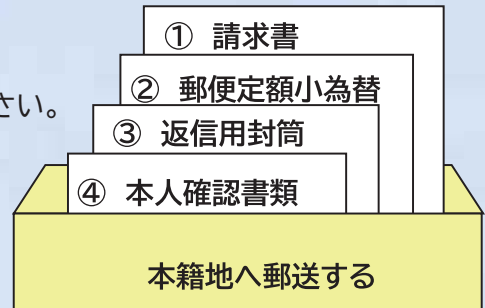 ① 請求書
② 郵便定額小為替
さい。
③ 返信用封筒
④ 本人確認書類
本籍地へ郵送する